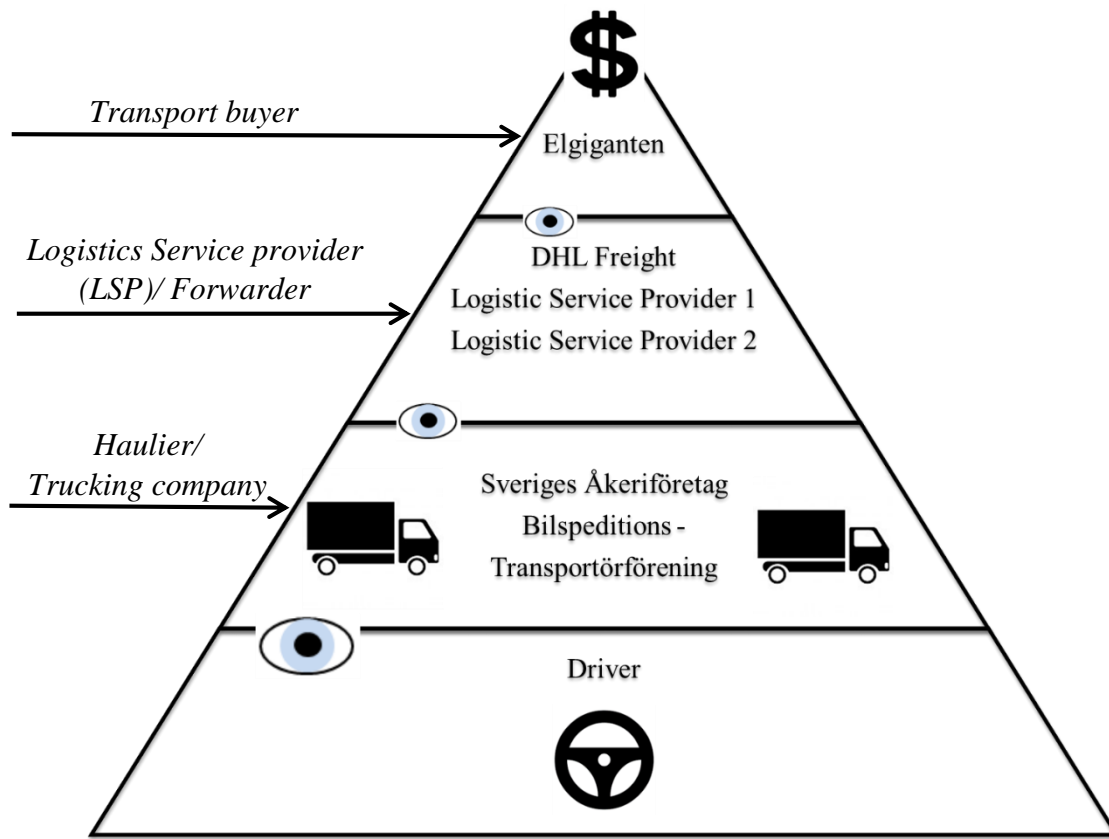 $
Transport buyer
Elgiganten
Logistics Service provider
(LSP)/ Forwarder
DHL Freight
Logistic Service Provider 1
Logistic Service Provider 2
Haulier/
Trucking company
Sveriges Åkeriföretag
Bilspeditions -
Transportörförening
Driver